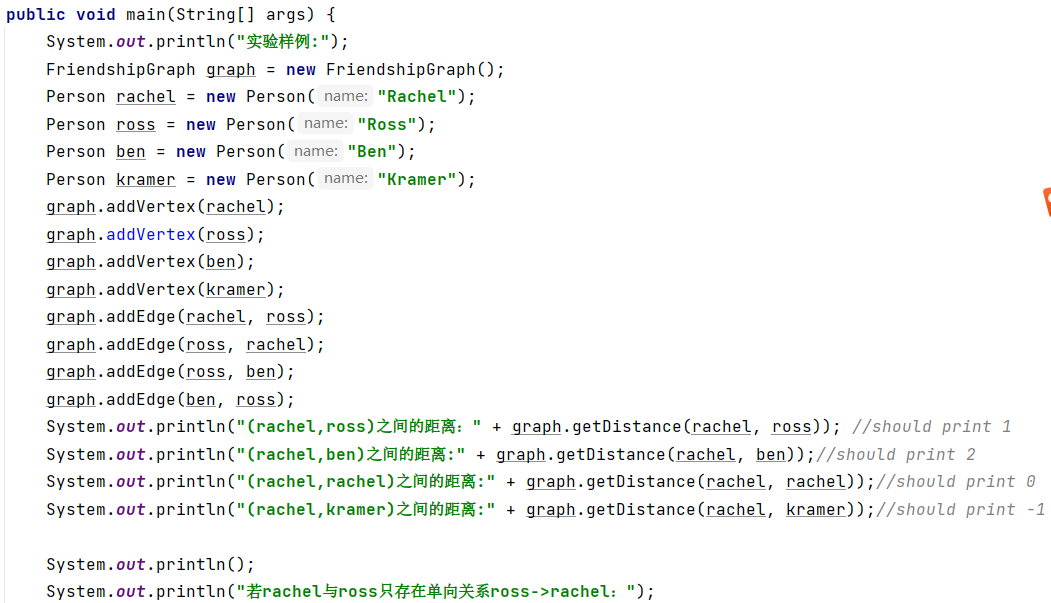 public void main(String[] args) {
System.out.println("实验样例:");
FriendshipGraph graph = new FriendshipGraph();
Person rachel = new Person( name: "Rachel");
Person ross = new Person( name: "Ross");
Person ben = new Person( name: "Ben");
Person kramer = new Person( name: "Kramer");
graph.addVertex(rachel);
graph.addVertex(ross);
graph.addVertex(ben);
graph.addVertex(kramer);
graph.addEdge(rachel, ross);
graph.addEdge(ross, rachel);
graph.addEdge(ross, ben);
graph.addEdge(ben, ross);
System.out.println("(rachel,ross)之间的距离：" + graph.getDistance(rachel, ross)); //should print 1
System.out.println("(rachel,ben)之间的距离:" + graph.getDistance(rachel, ben));//should print 2
System.out.println("(rachel,rachel)之间的距离:" + graph.getDistance(rachel, rachel));//should print 0
System.out.println("(rachel,kramer)之间的距离:" + graph.getDistance(rachel, kramer));//should print -1
System.out.println();
System.out.println("若rachel与ross只存在单向关系ross->rachel：");